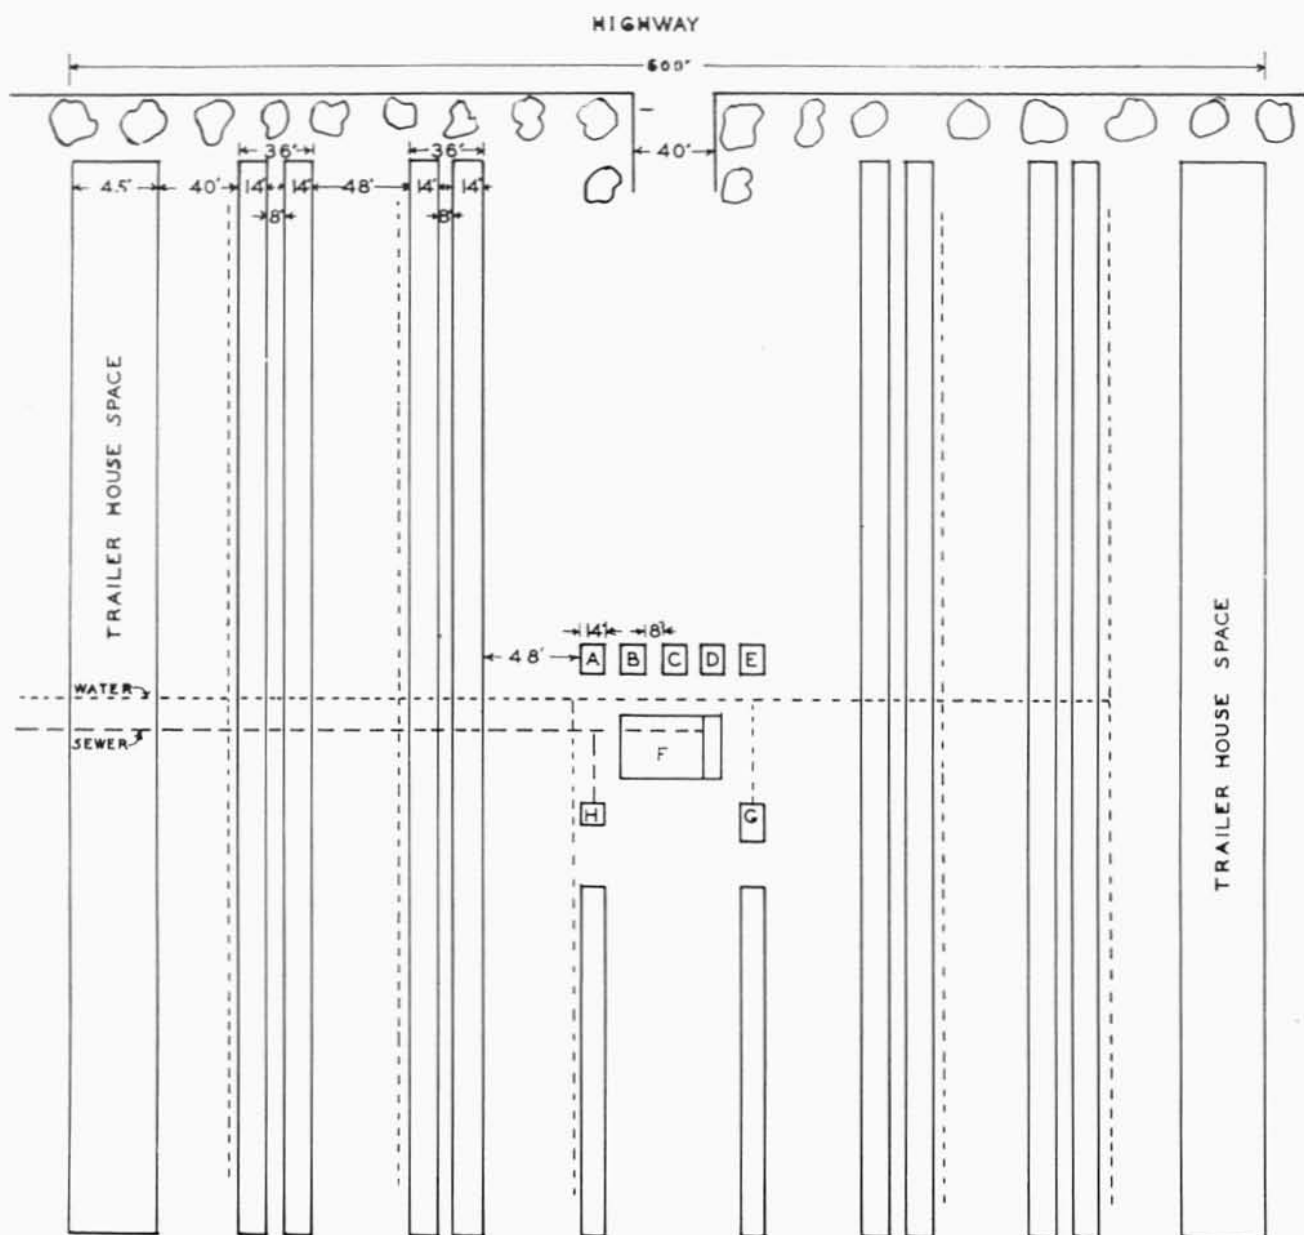 HIGHWAY
600'
36' 36' 40'
45' 40' 14' 14' 48' 14' 14'
8' 8'
TRAILER HOUSE SPACE
14' 8'
48' A B C D E
WATER
SEWER
F
H G
TRAILER HOUSE SPACE